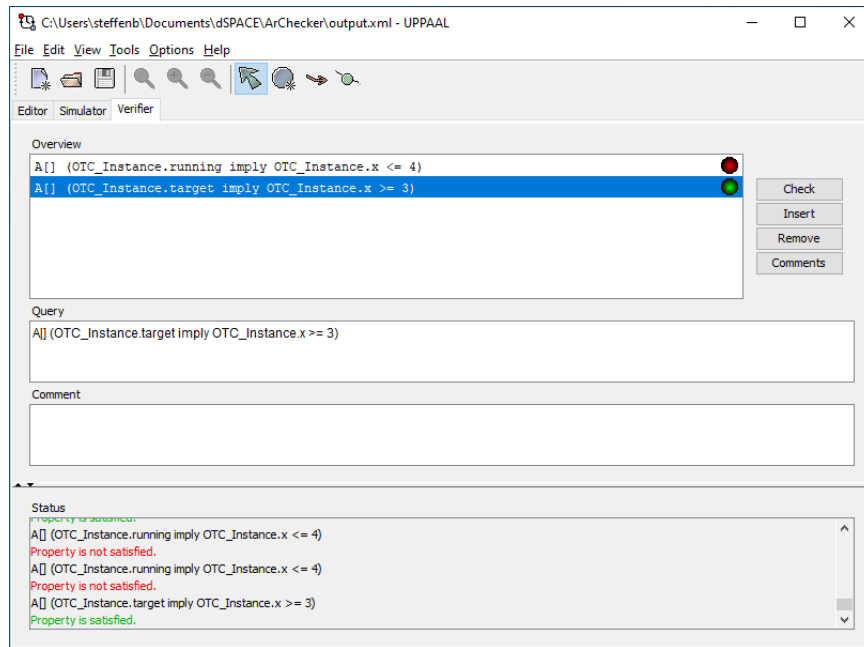 C:\Users\steffenb\Documents\dSPACE\ArChecker\output.xml - UPPAAL
File Edit View Tools Options Help
Editor Simulator Verifier
Overview
A[] (OTC_Instance.running imply OTC_Instance.x <= 4)
A[] (OTC_Instance.target imply OTC_Instance.x >= 3)
Check
Insert
Remove
Comments
Query
A[] (OTC_Instance.target imply OTC_Instance.x >= 3)
Comment
Status
Property is satisfied.
A[] (OTC_Instance.running imply OTC_Instance.x <= 4)
Property is not satisfied.
A[] (OTC_Instance.running imply OTC_Instance.x <= 4)
Property is not satisfied.
A[] (OTC_Instance.target imply OTC_Instance.x >= 3)
Property is satisfied.